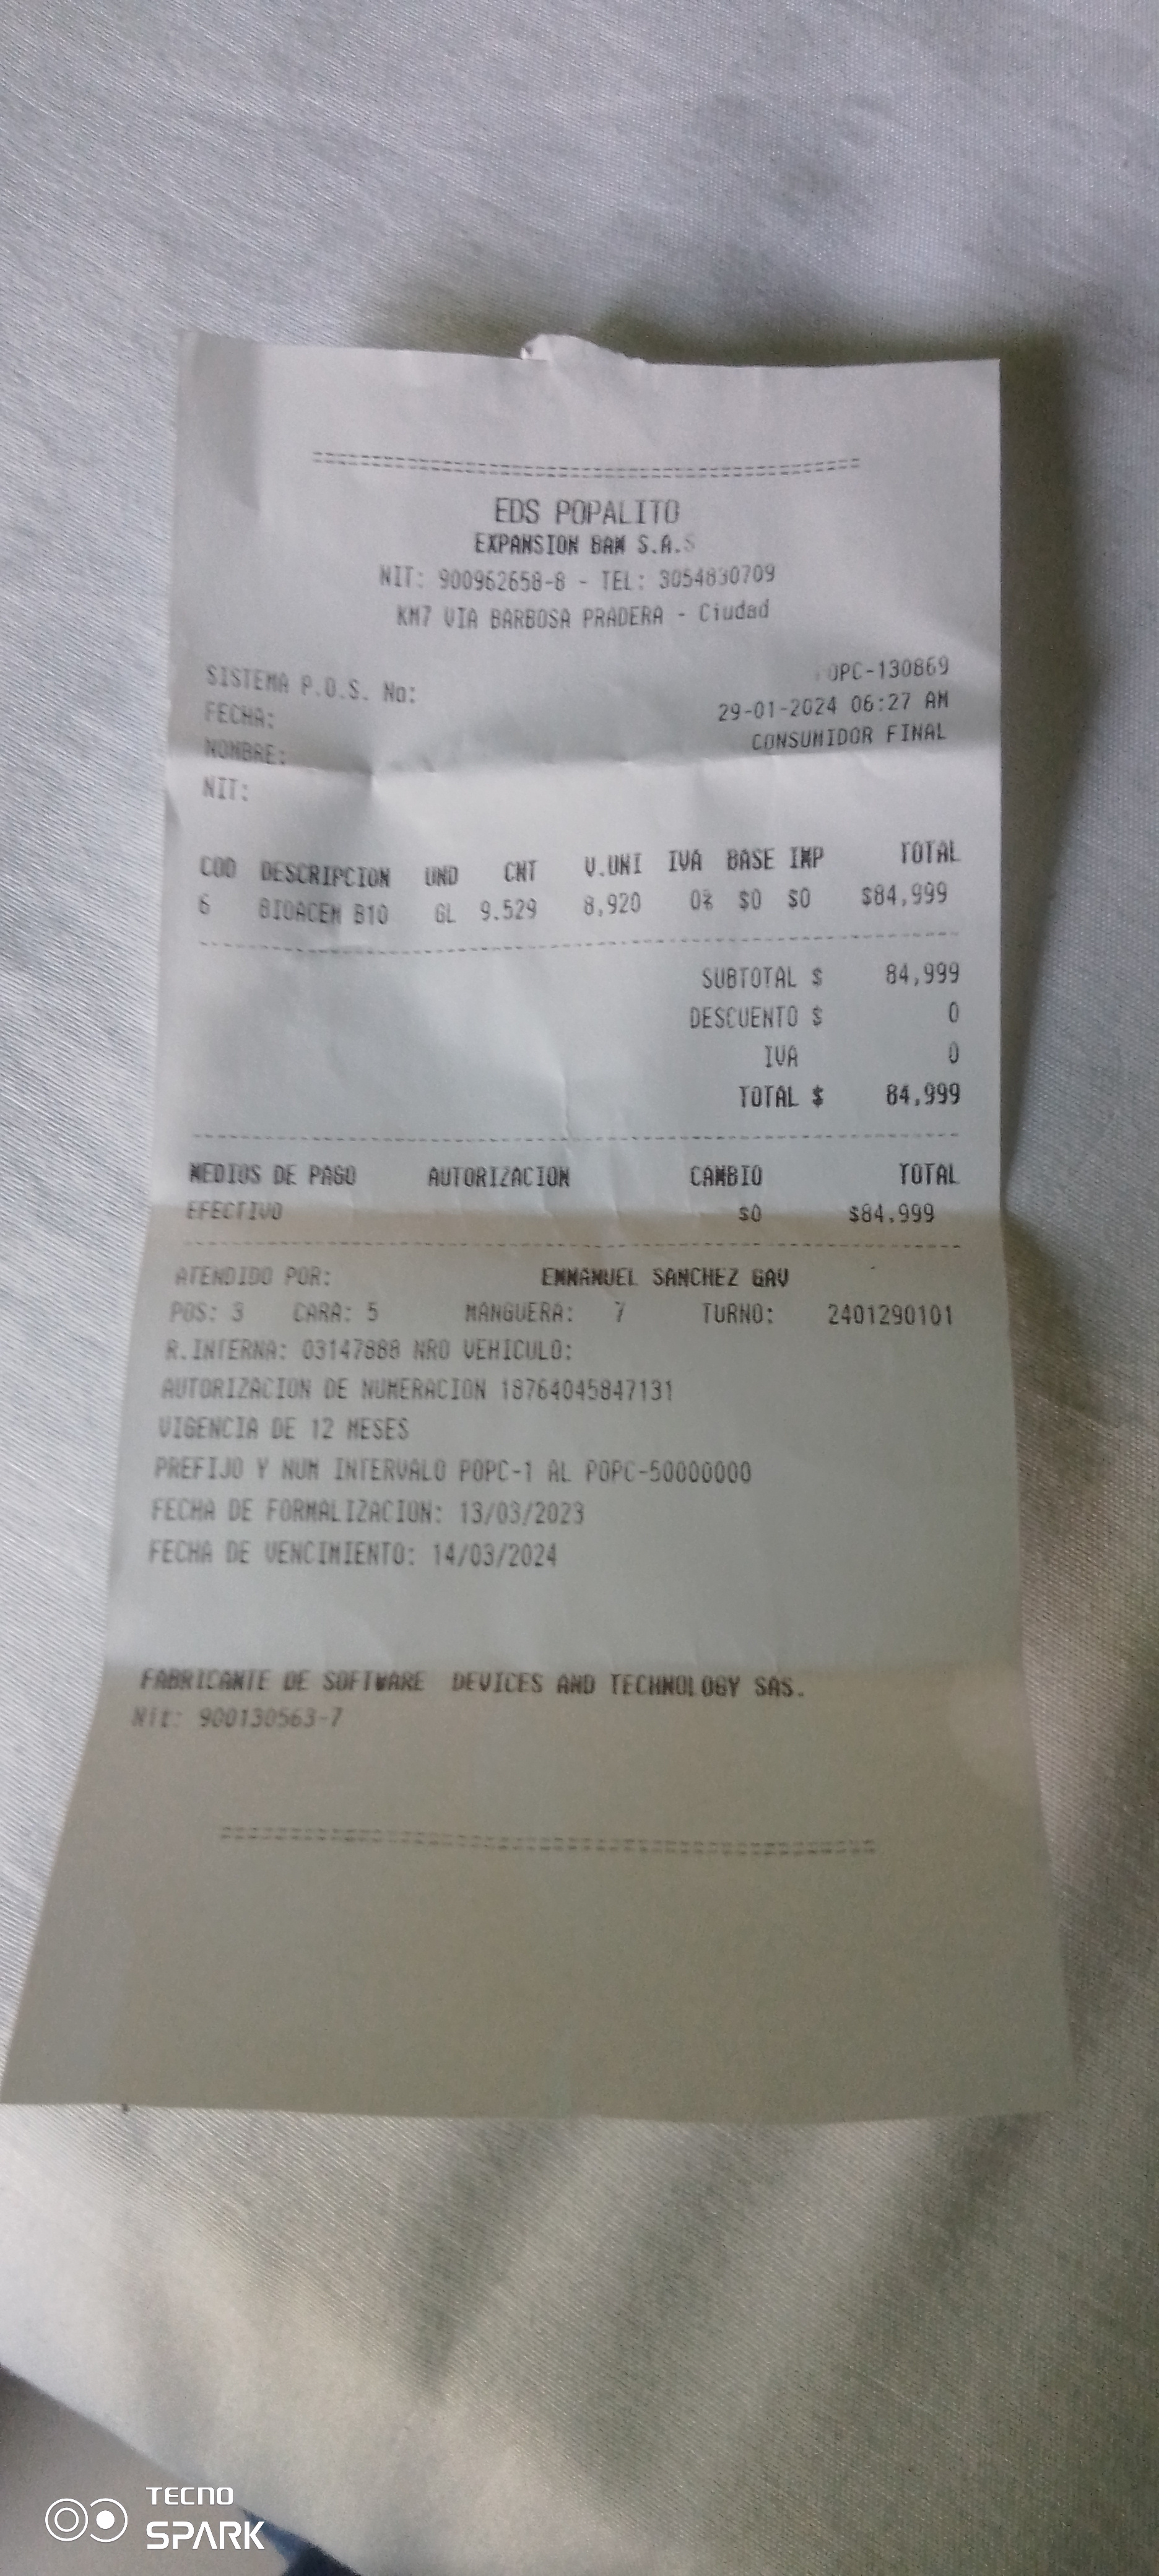 EDS POPALITO
EXPANSION BAM S.A.S
NIT: 900962658-8 - TEL: 3054830709
KM7 VIA BARBOSA PRADERA - Ciudad
SISTEMA P.O.S. No: POPC-130869
FECHA: 29-01-2024 06:27 AM
NOMBRE: CONSUMIDOR FINAL
NIT:
COD DESCRIPCION UND CNT V.UNI IVA BASE IMP TOTAL
6 BIOACEM B10 GL 9.529 8,920 0% $0 $0 $84,999
SUBTOTAL $ 84,999
DESCUENTO $ 0
IVA 0
TOTAL $ 84,999
MEDIOS DE PAGO AUTORIZACION CAMBIO TOTAL
EFECTIVO $0 $84,999
ATENDIDO POR: EMMANUEL SANCHEZ GAV
POS: 3 CARA: 5 MANGUERA: 7 TURNO: 2401290101
R.INTERNA: 03147888 NRO VEHICULO:
AUTORIZACION DE NUMERACION 18764045847131
VIGENCIA DE 12 MESES
PREFIJO Y NUM INTERVALO POPC-1 AL POPC-50000000
FECHA DE FORMALIZACION: 13/03/2023
FECHA DE VENCIMIENTO: 14/03/2024
FABRICANTE DE SOFTWARE DEVICES AND TECHNOLOGY SAS.
Nit: 900130563-7
TECNO
SPARK